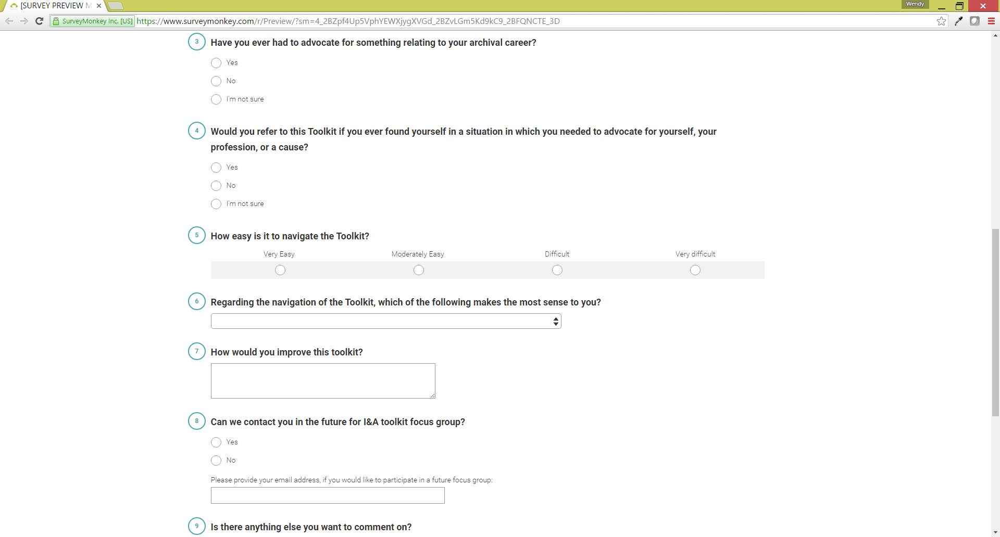 [SURVEY PREVIEW M
Wendy
SurveyMonkey Inc. [US] https://www.surveymonkey.com/r/Preview/?sm=4_2BZpf4Up5VphYEWXjygXVGd_2BZvLGm5Kd9kC9_2BFQNCTE_3D
3 Have you ever had to advocate for something relating to your archival career?
Yes
No
I'm not sure
4 Would you refer to this Toolkit if you ever found yourself in a situation in which you needed to advocate for yourself, your
profession, or a cause?
Yes
No
I'm not sure
5 How easy is it to navigate the Toolkit?
Very Easy Moderately Easy Difficult Very difficult
6 Regarding the navigation of the Toolkit, which of the following makes the most sense to you?
7 How would you improve this toolkit?
8 Can we contact you in the future for I&A toolkit focus group?
Yes
No
Please provide your email address, if you would like to participate in a future focus group:
9 Is there anything else you want to comment on?